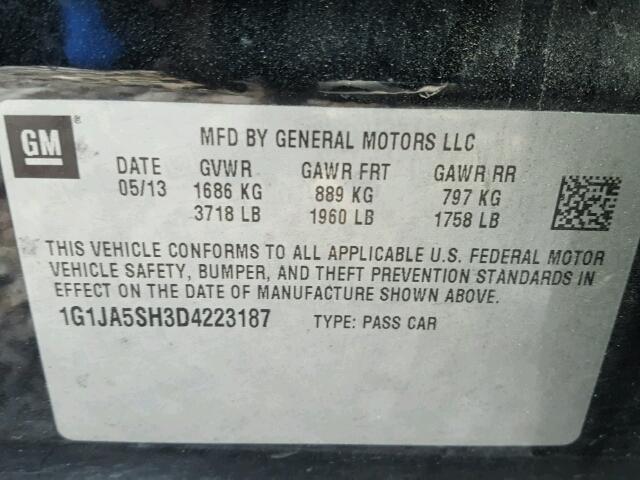 GM ®
MFD BY GENERAL MOTORS LLC
DATE GVWR GAWR FRT GAWR RR
05/13 1686 KG 889 KG 797 KG
3718 LB 1960 LB 1758 LB
THIS VEHICLE CONFORMS TO ALL APPLICABLE U.S. FEDERAL MOTOR
VEHICLE SAFETY, BUMPER, AND THEFT PREVENTION STANDARDS IN
EFFECT ON THE DATE OF MANUFACTURE SHOWN ABOVE.
1G1JA5SH3D4223187 TYPE: PASS CAR